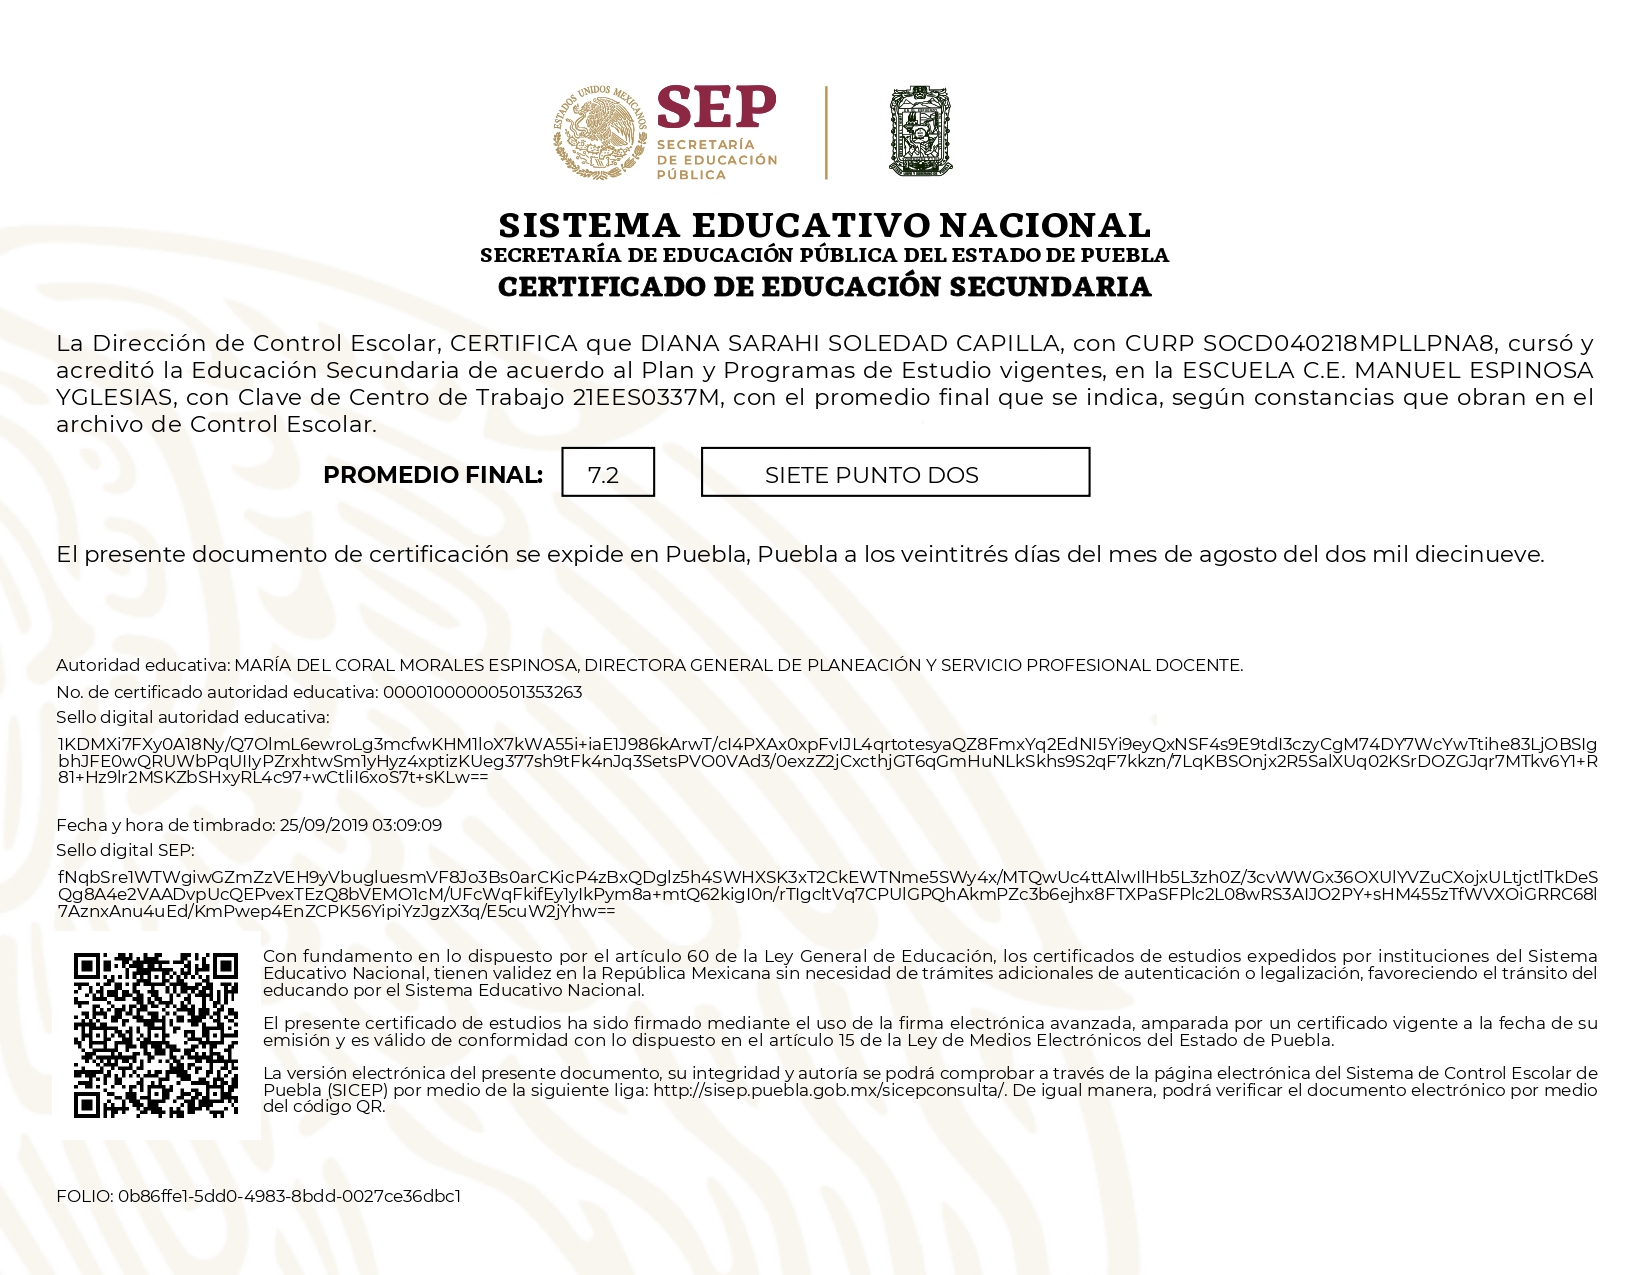 ESTADOS UNIDOS MEXICANOS
SEP
SECRETARÍA
DE EDUCACIÓN
PÚBLICA
SISTEMA EDUCATIVO NACIONAL
SECRETARÍA DE EDUCACIÓN PÚBLICA DEL ESTADO DE PUEBLA
CERTIFICADO DE EDUCACIÓN SECUNDARIA
La Dirección de Control Escolar, CERTIFICA que DIANA SARAHI SOLEDAD CAPILLA, con CURP SOCD040218MPLLPNA8, cursó y
acreditó la Educación Secundaria de acuerdo al Plan y Programas de Estudio vigentes, en la ESCUELA C.E. MANUEL ESPINOSA
YGLESIAS, con Clave de Centro de Trabajo 21EES0337M, con el promedio final que se indica, según constancias que obran en el
archivo de Control Escolar.
PROMEDIO FINAL: 7.2 SIETE PUNTO DOS
El presente documento de certificación se expide en Puebla, Puebla a los veintitrés días del mes de agosto del dos mil diecinueve.
Autoridad educativa: MARÍA DEL CORAL MORALES ESPINOSA, DIRECTORA GENERAL DE PLANEACIÓN Y SERVICIO PROFESIONAL DOCENTE.
No. de certificado autoridad educativa: 00001000000501353263
Sello digital autoridad educativa:
1KDMXi7FXy0A18Ny/Q7OlmL6ewroLg3mcfwKHM1loX7kWA55i+iaE1J986kArwT/cI4PXAx0xpFvIJL4qrtotesyaQZ8FmxYq2EdNI5Yi9eyQxNSF4s9E9tdI3czyCgM74DY7WcYwTtihe83LjOBSIg
bhJFE0wQRUWbPqUIIyPZrxhtwSm1yHyz4xptizKUeg377sh9tFk4nJq3SetsPVO0VAd3/0exzZ2jCxcthjGT6qGmHuNLkSkhs9S2qF7kkzn/7LqKBSOnjx2R5SalXUq02KSrDOZGJqr7MTkv6Y1+R
81+Hz9lr2MSKZbSHxyRL4c97+wCtliI6xoS7t+sKLw==
Fecha y hora de timbrado: 25/09/2019 03:09:09
Sello digital SEP:
fNqbSre1WTWgiwGZmZzVEH9yVbugluesmVF8Jo3Bs0arCKicP4zBxQDglz5h4SWHXSK3xT2CkEWTNme5SWy4x/MTQwUc4ttAlwIlHb5L3zh0Z/3cvWWGx36OXUlYVZuCXojxULtjctlTkDeS
Qg8A4e2VAADvpUcQEPvexTEzQ8bVEMO1cM/UFcWqFkifEy1yIkPym8a+mtQ62kigI0n/rTIgcltVq7CPUlGPQhAkmPZc3b6ejhx8FTXPaSFPlc2L08wRS3AIJO2PY+sHM455zTfWVXOiGRRC68l
7AznxAnu4uEd/KmPwep4EnZCPK56YipiYzJgzX3q/E5cuW2jYhw==
Con fundamento en lo dispuesto por el artículo 60 de la Ley General de Educación, los certificados de estudios expedidos por instituciones del Sistema
Educativo Nacional, tienen validez en la República Mexicana sin necesidad de trámites adicionales de autenticación o legalización, favoreciendo el tránsito del
educando por el Sistema Educativo Nacional.
El presente certificado de estudios ha sido firmado mediante el uso de la firma electrónica avanzada, amparada por un certificado vigente a la fecha de su
emisión y es válido de conformidad con lo dispuesto en el artículo 15 de la Ley de Medios Electrónicos del Estado de Puebla.
La versión electrónica del presente documento, su integridad y autoría se podrá comprobar a través de la página electrónica del Sistema de Control Escolar de
Puebla (SICEP) por medio de la siguiente liga: http://sisep.puebla.gob.mx/sicepconsulta/. De igual manera, podrá verificar el documento electrónico por medio
del código QR.
FOLIO: 0b86ffe1-5dd0-4983-8bdd-0027ce36dbc1